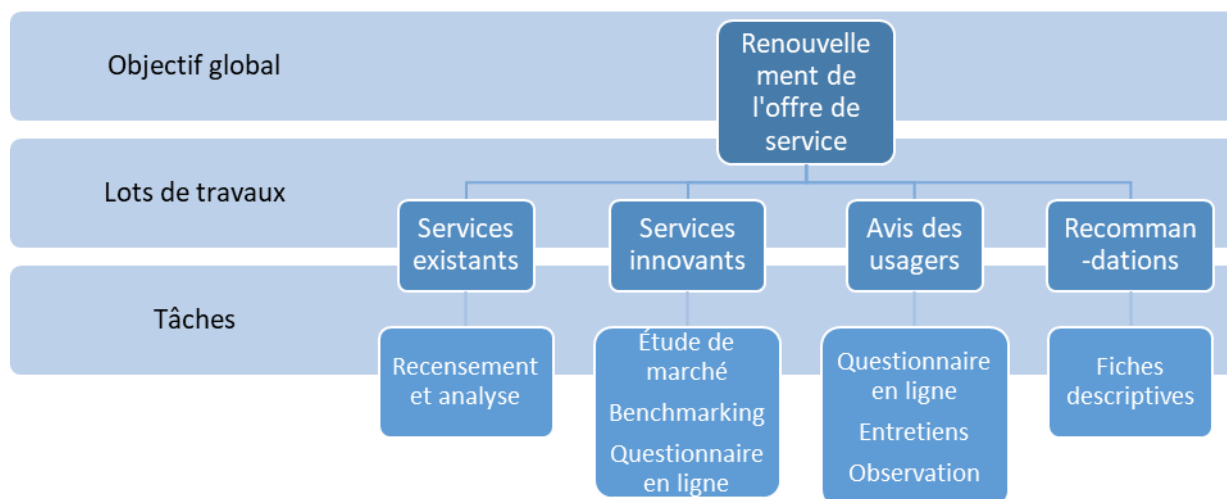 Objectif global
Renouvelle
ment de
l'offre de
service
Lots de travaux
Services
existants
Services
innovants
Avis des
usagers
Recomman
-dations
Tâches
Recensement
et analyse
Étude de
marché
Benchmarking
Questionnaire
en ligne
Questionnaire
en ligne
Entretiens
Observation
Fiches
descriptives